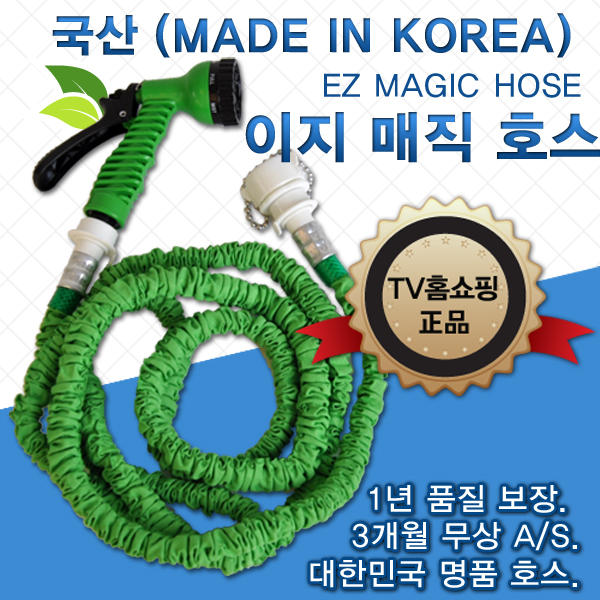 국산 (MADE IN KOREA)
EZ MAGIC HOSE
이지 매직 호스
TV홈쇼핑
正品
1년 품질 보장.
3개월 무상 A/S.
대한민국 명품 호스.